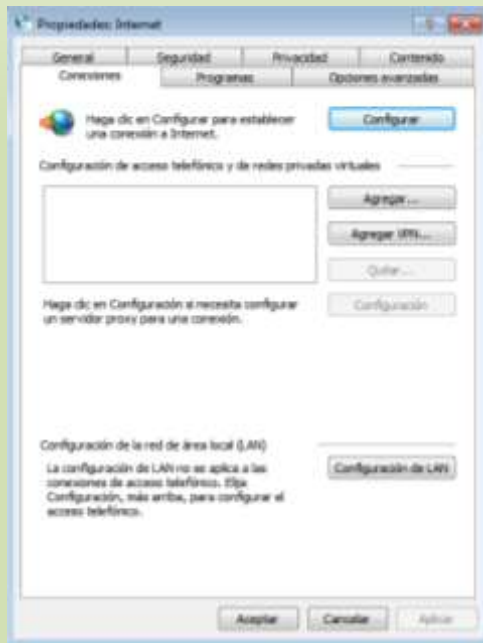 Propiedades: Internet
General Seguridad Privacidad Contenido
Conexiones Programas Opciones avanzadas
Haga clic en Configurar para establecer
una conexión a Internet.
Configurar
Configuración de acceso telefónico y de redes privadas virtuales
Agregar...
Agregar VPN...
Quitar...
Haga clic en Configuración si necesita configurar
un servidor proxy para una conexión.
Configuración
Configuración de la red de área local (LAN)
La configuración de LAN no se aplica a las
conexiones de acceso telefónico. Elija
Configuración, más arriba, para configurar el
acceso telefónico.
Configuración de LAN
Aceptar Cancelar Aplicar